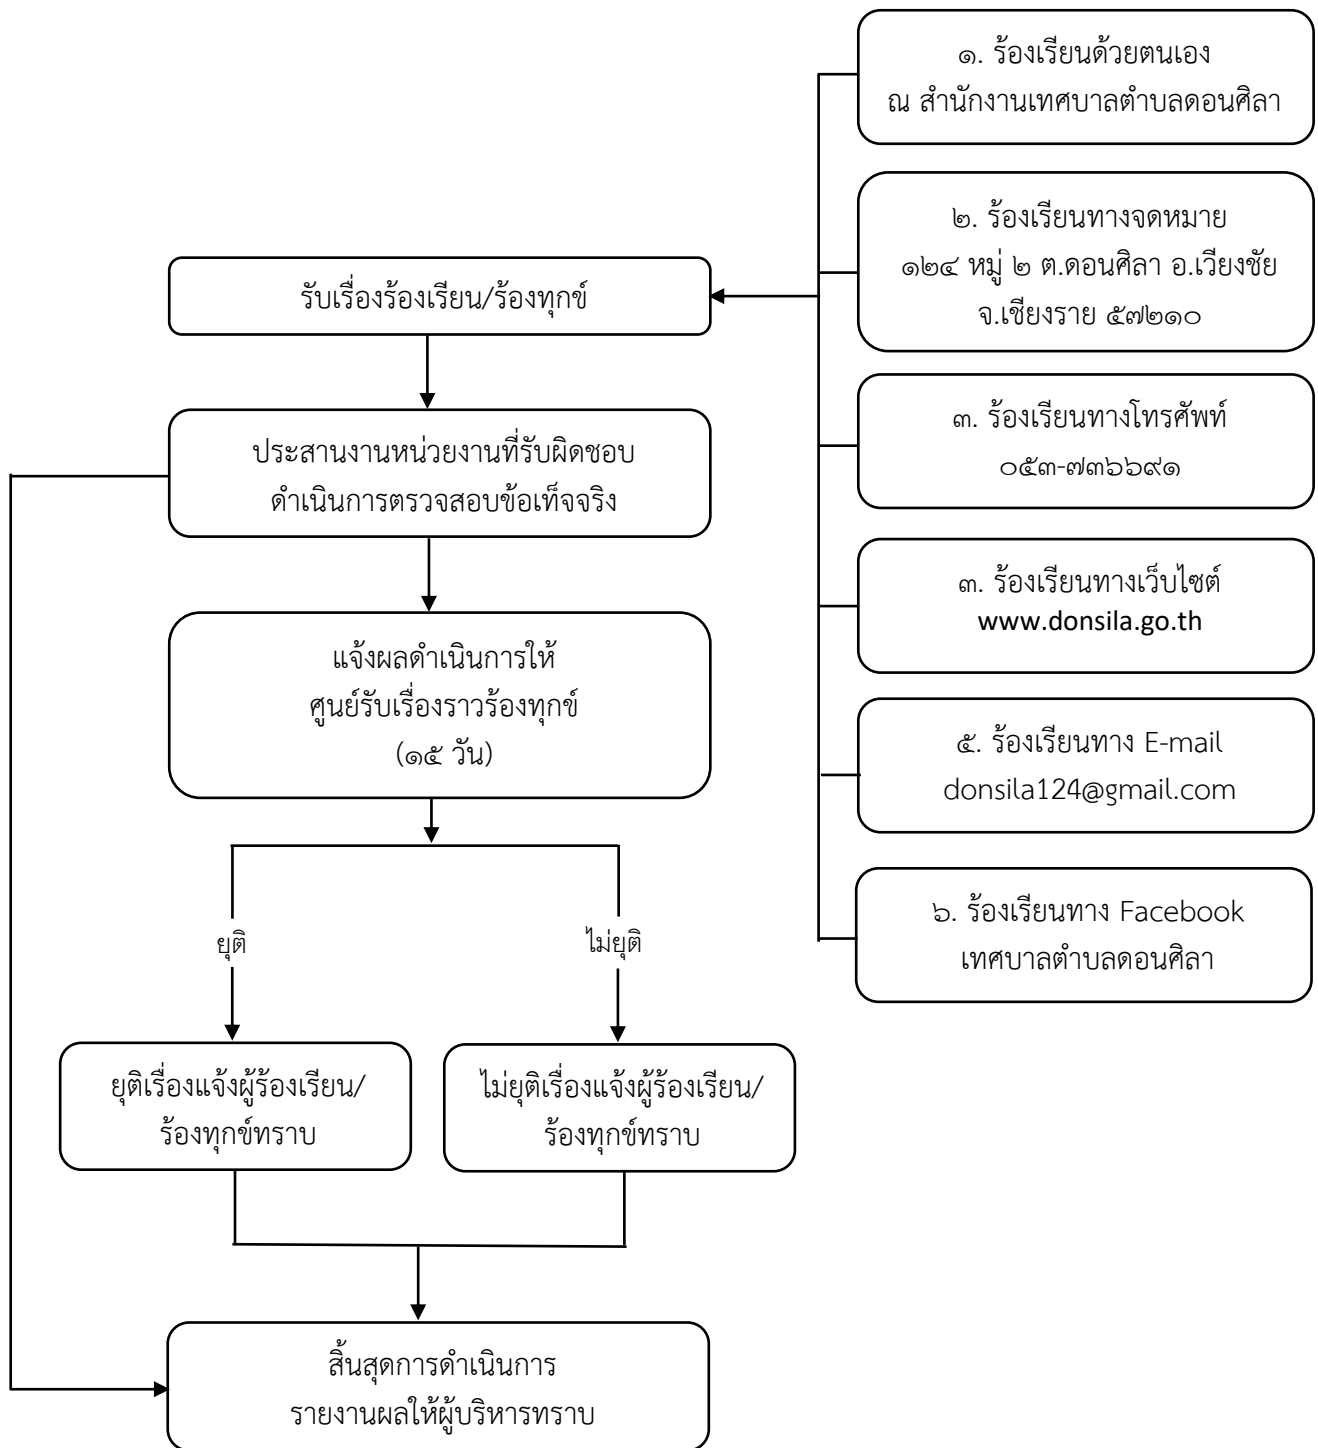 ๑. ร้องเรียนด้วยตนเอง
ณ สำนักงานเทศบาลตำบลดอนศิลา
๒. ร้องเรียนทางจดหมาย
๑๒๔ หมู่ ๒ ต.ดอนศิลา อ.เวียงชัย
จ.เชียงราย ๕๗๒๑๐
๓. ร้องเรียนทางโทรศัพท์
๐๕๓-๗๓๖๖๙๑
๓. ร้องเรียนทางเว็บไซต์
www.donsila.go.th
๕. ร้องเรียนทาง E-mail
donsila124@gmail.com
๖. ร้องเรียนทาง Facebook
เทศบาลตำบลดอนศิลา
รับเรื่องร้องเรียน/ร้องทุกข์
ประสานงานหน่วยงานที่รับผิดชอบ
ดำเนินการตรวจสอบข้อเท็จจริง
แจ้งผลดำเนินการให้
ศูนย์รับเรื่องราวร้องทุกข์
(๑๕ วัน)
ยุติ
ไม่ยุติ
ยุติเรื่องแจ้งผู้ร้องเรียน/
ร้องทุกข์ทราบ
ไม่ยุติเรื่องแจ้งผู้ร้องเรียน/
ร้องทุกข์ทราบ
สิ้นสุดการดำเนินการ
รายงานผลให้ผู้บริหารทราบ